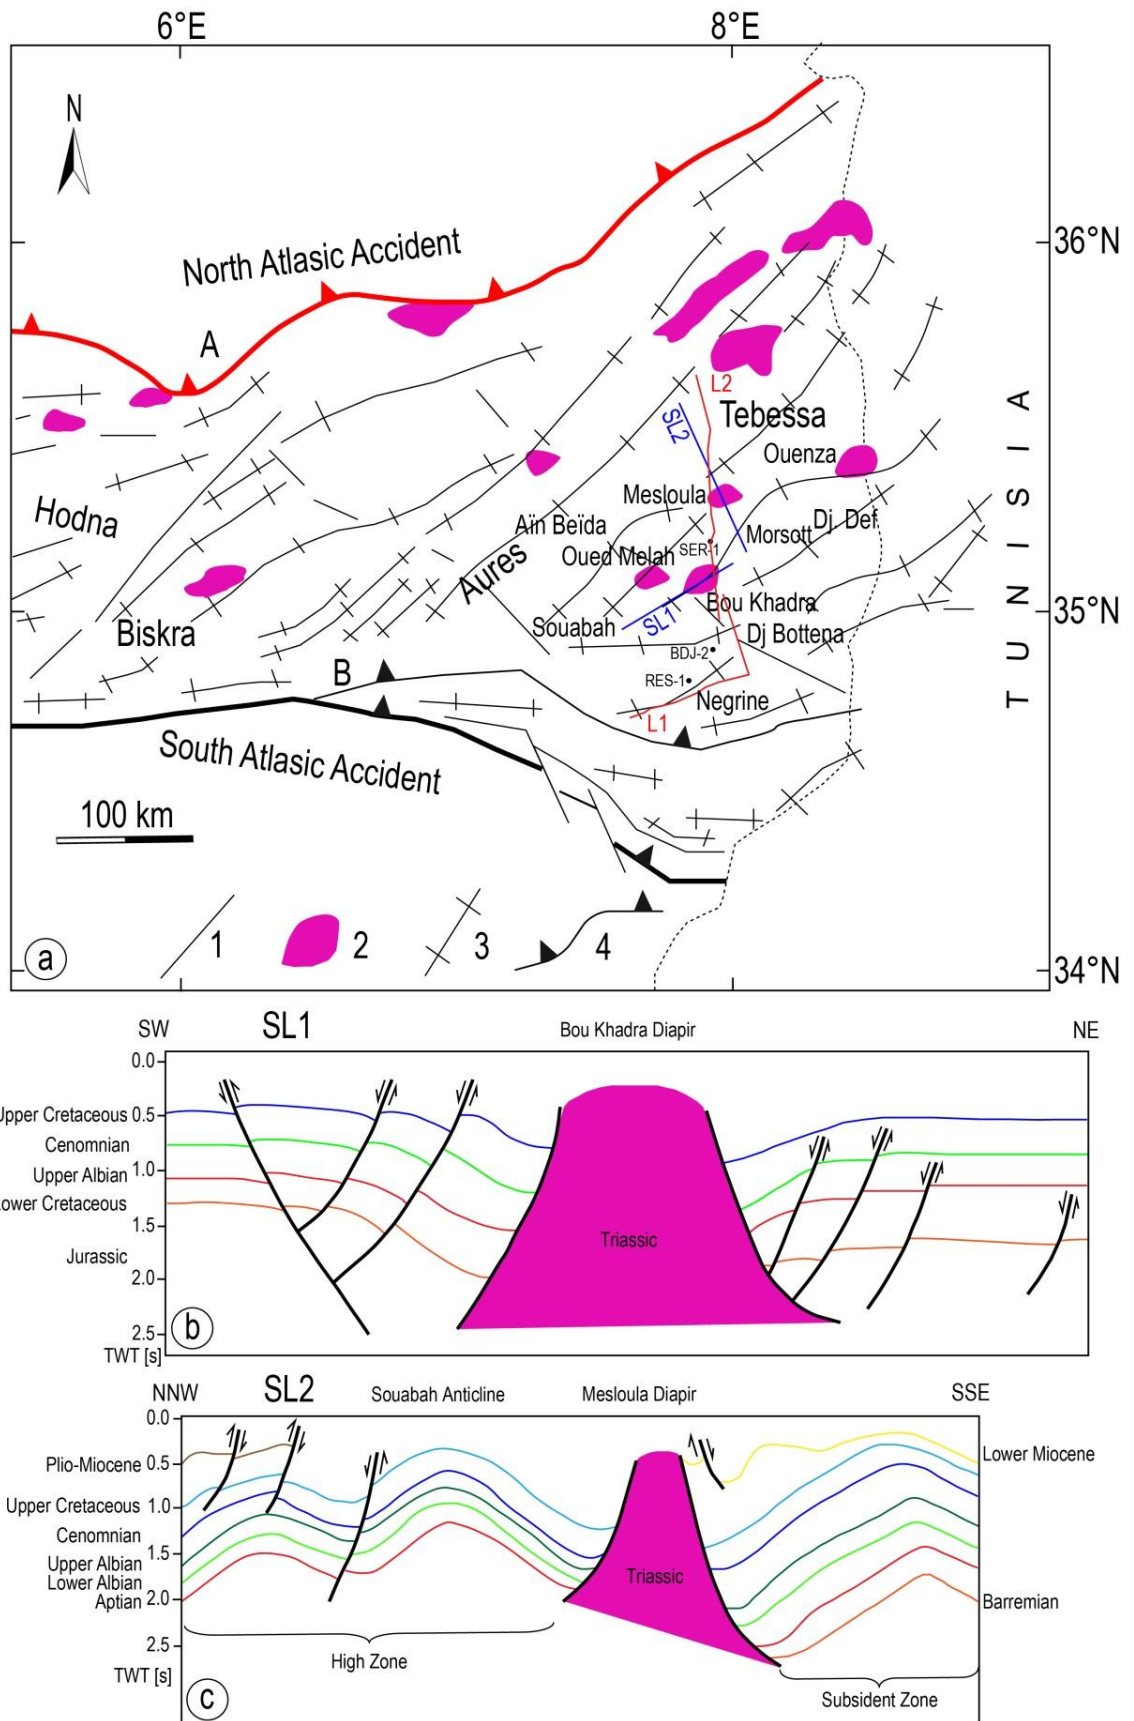 6°E
8°E
N
36°N
North Atlasic Accident
A
L2
SL2
Tebessa
Ouenza
Mesloula
Hodna
Aïn Beïda
Morsott
Dj. Def
Oued Melah
SER-1
Aures
Bou Khadra
35°N
Biskra
Souabah
SL1
Dj Bottena
BDJ-2
B
RES-1
Negrine
L1
TUNISIA
South Atlasic Accident
100 km
1
2
3
4
a
34°N
SW
SL1
Bou Khadra Diapir
NE
0.0
Upper Cretaceous 0.5
Cenomnian
1.0
Upper Albian
Lower Cretaceous
1.5
Triassic
Jurassic
2.0
2.5
b
TWT [s]
NNW
SL2
Souabah Anticline
Mesloula Diapir
SSE
0.0
Lower Miocene
Plio-Miocene 0.5
Upper Cretaceous 1.0
Cenomnian
1.5
Upper Albian
Triassic
Lower Albian
Aptian 2.0
Barremian
2.5
High Zone
TWT [s]
Subsident Zone
c